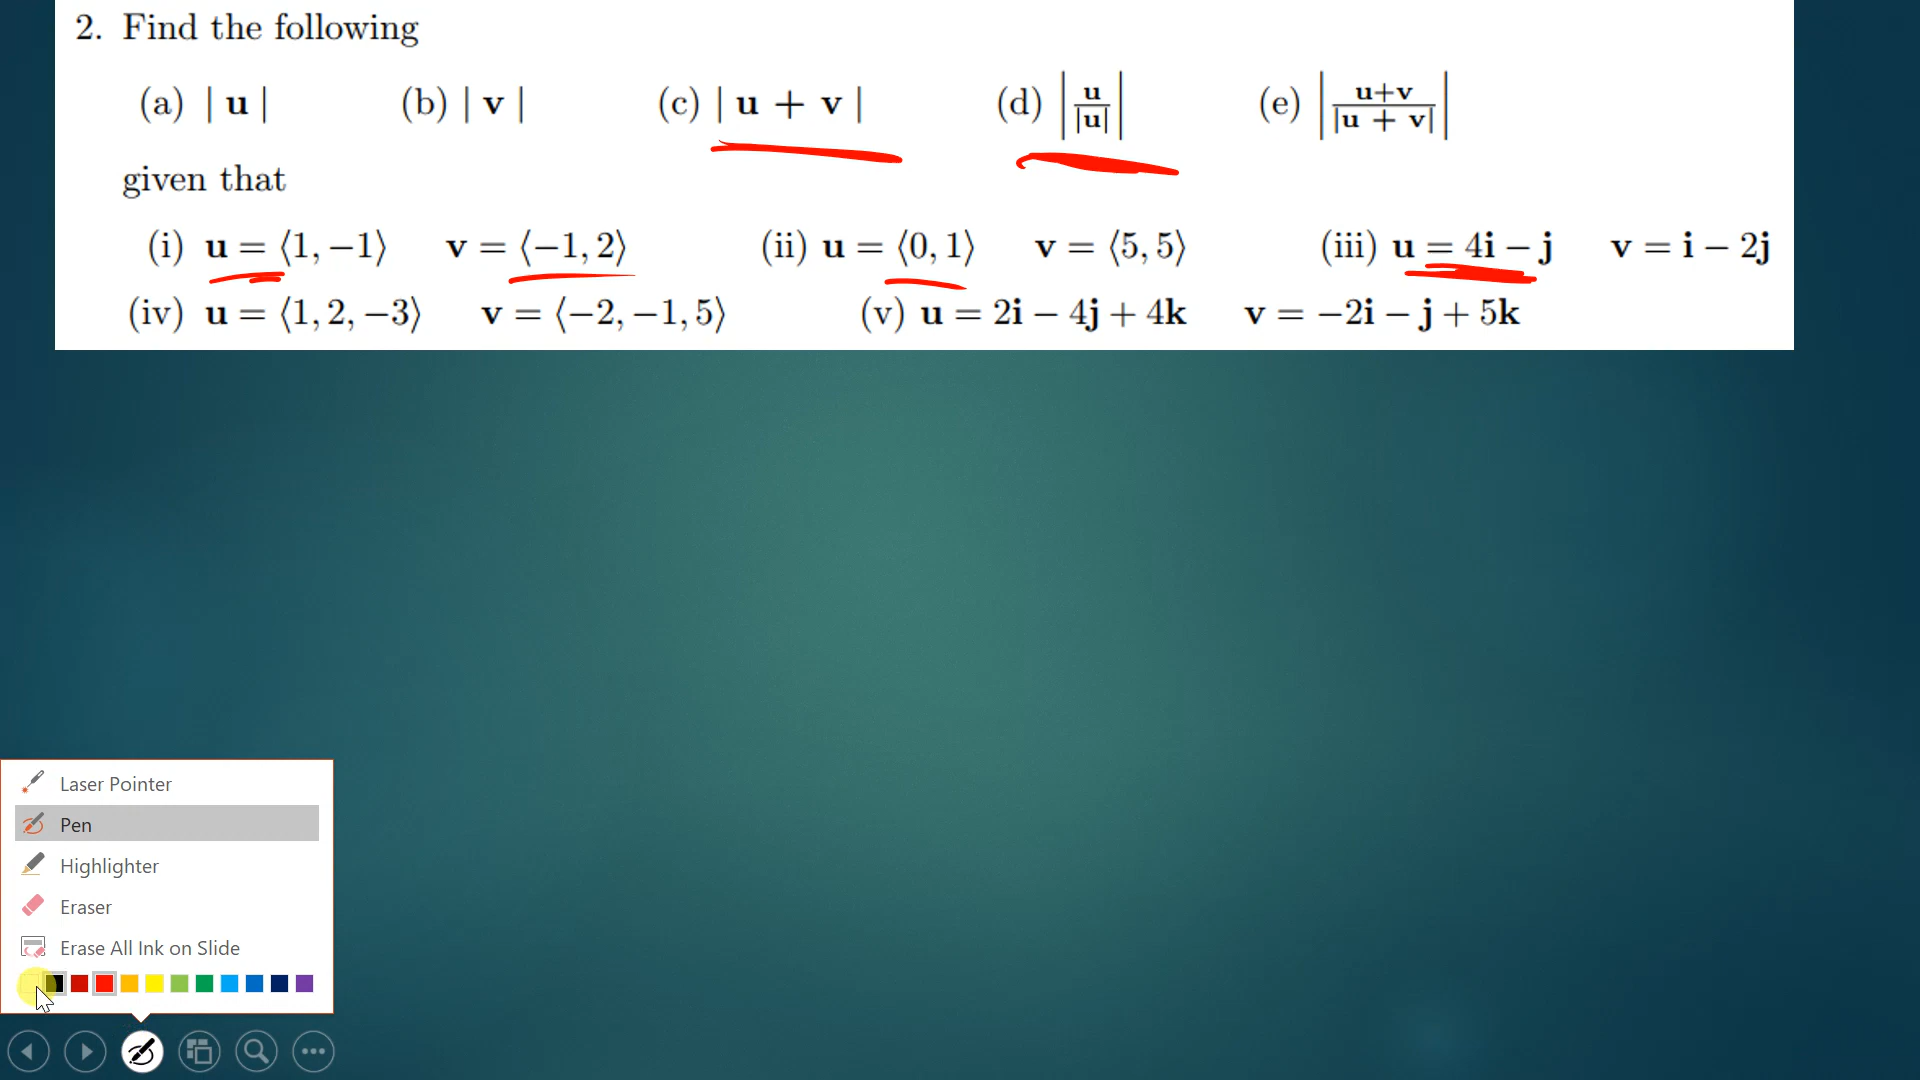 2. Find the following
(a) | u | (b) | v | (c) | u + v | (d) |u/|u|| (e) |u+v/|u + v||
given that
(i) u = ⟨1, −1⟩ v = ⟨−1, 2⟩ (ii) u = ⟨0, 1⟩ v = ⟨5, 5⟩ (iii) u = 4i − j v = i − 2j
(iv) u = ⟨1, 2, −3⟩ v = ⟨−2, −1, 5⟩ (v) u = 2i − 4j + 4k v = −2i − j + 5k
Laser Pointer
Pen
Highlighter
Eraser
Erase All Ink on Slide